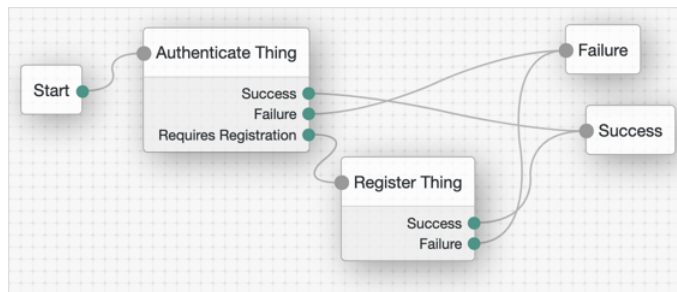 Start
Authenticate Thing
Success
Failure
Requires Registration
Register Thing
Success
Failure
Failure
Success